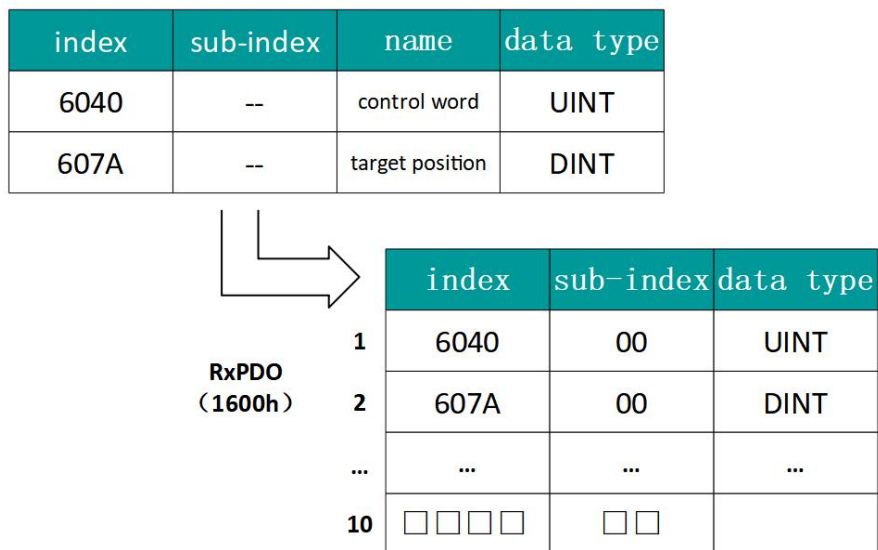 index sub-index name data type
6040 -- control word UINT
607A -- target position DINT
index sub-index data type
1 6040 00 UINT
RxPDO
（1600h） 2 607A 00 DINT
... ... ... ...
10 □□□□ □□